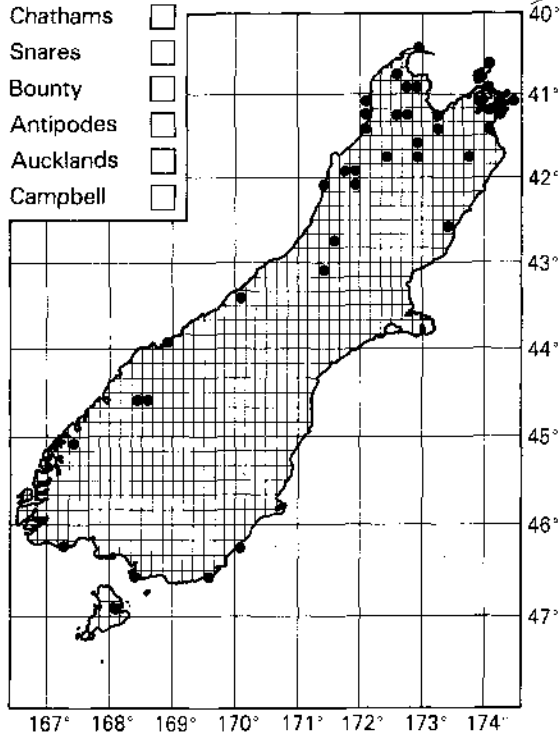 Chathams
Snares
Bounty
Antipodes
Aucklands
Campbell
40°
41°
42°
43°
44°
45°
46°
47°
167° 168° 169° 170° 171° 172° 173° 174°